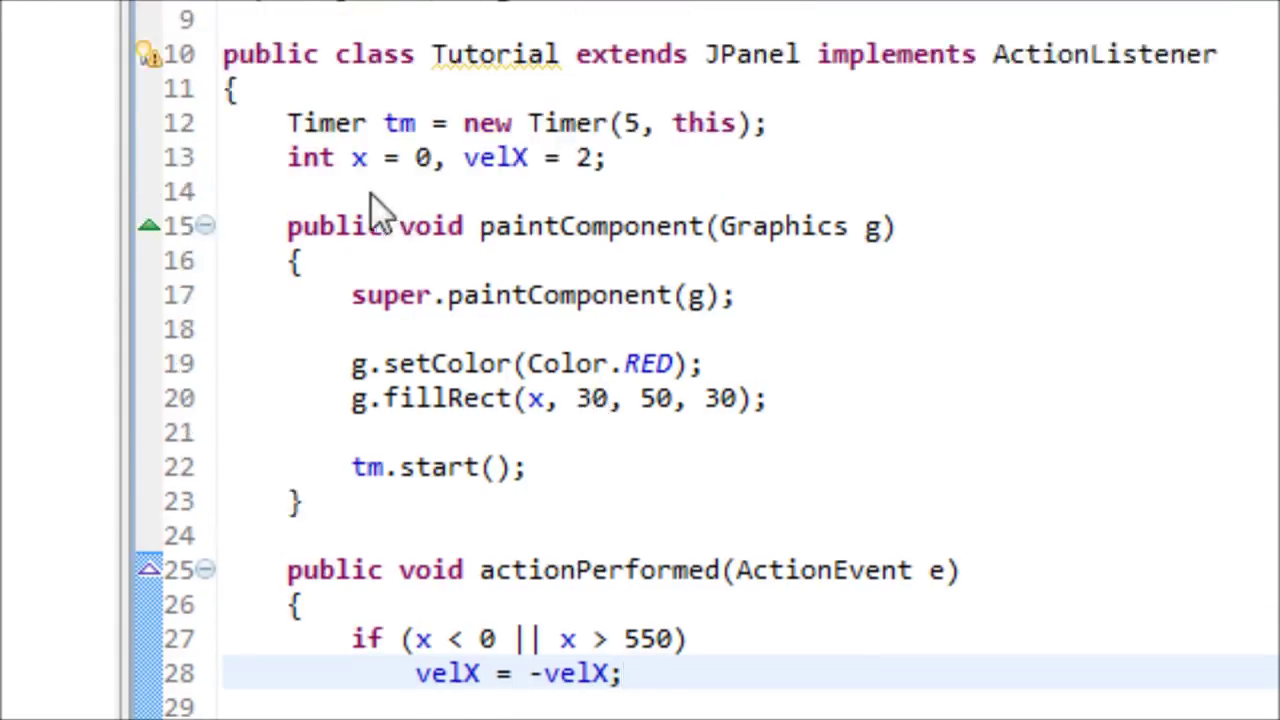 9
10 public class Tutorial extends JPanel implements ActionListener
11 {
12 Timer tm = new Timer(5, this);
13 int x = 0, velX = 2;
14
15 public void paintComponent(Graphics g)
16 {
17 super.paintComponent(g);
18
19 g.setColor(Color.RED);
20 g.fillRect(x, 30, 50, 30);
21
22 tm.start();
23 }
24
25 public void actionPerformed(ActionEvent e)
26 {
27 if (x < 0 || x > 550)
28 velX = -velX;
29